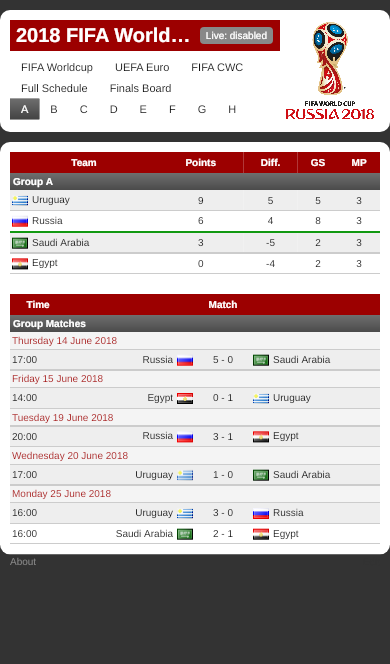 2018 FIFA World... Live: disabled
FIFA WORLD CUP
RUSSIA 2018
FIFA Worldcup UEFA Euro FIFA CWC
Full Schedule Finals Board
A B C D E F G H
Team Points Diff. GS MP
Group A
Uruguay 9 5 5 3
Russia 6 4 8 3
Saudi Arabia 3 -5 2 3
Egypt 0 -4 2 3
Time Match
Group Matches
Thursday 14 June 2018
17:00 Russia 5 - 0 Saudi Arabia
Friday 15 June 2018
14:00 Egypt 0 - 1 Uruguay
Tuesday 19 June 2018
20:00 Russia 3 - 1 Egypt
Wednesday 20 June 2018
17:00 Uruguay 1 - 0 Saudi Arabia
Monday 25 June 2018
16:00 Uruguay 3 - 0 Russia
16:00 Saudi Arabia 2 - 1 Egypt
About